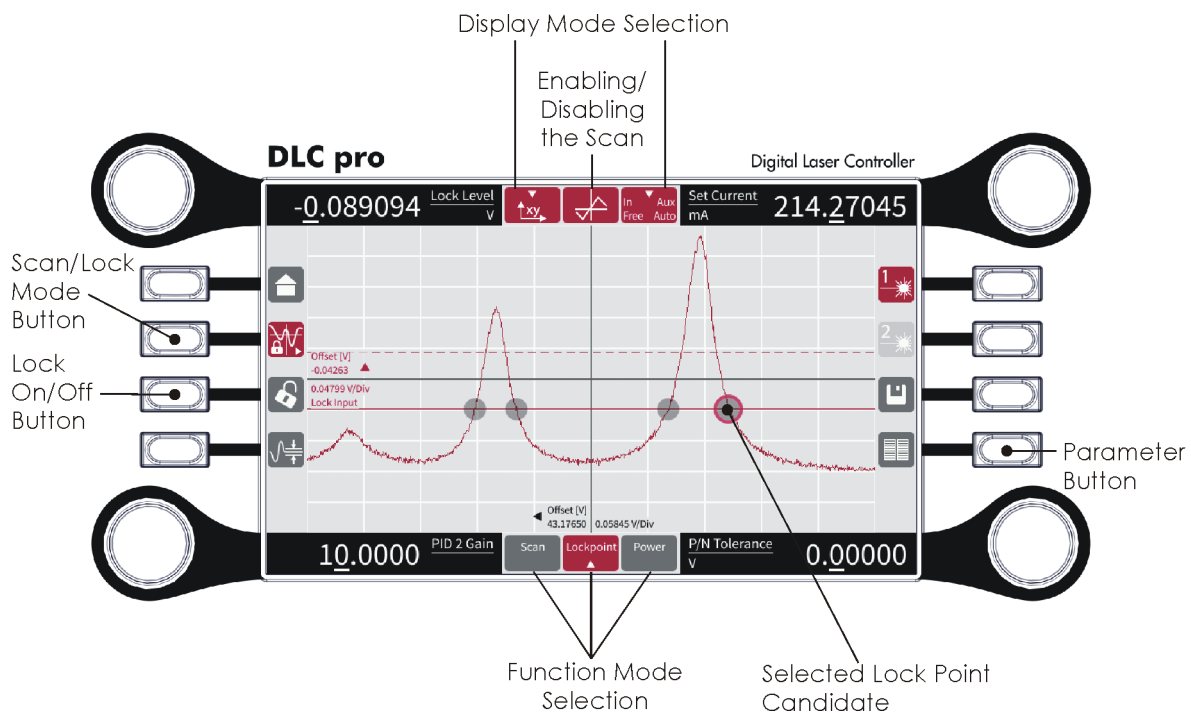 Display Mode Selection
Enabling/
Disabling
the Scan
DLC pro
Digital Laser Controller
-0.089094
Lock Level
V
xy
In Aux
Free Auto
Set Current
mA
214.27045
Scan/Lock
Mode
Button
Lock
On/Off
Button
1
2
Offset [V]
-0.04263
0.04799 V/Div
Lock Input
Parameter
Button
Offset [V]
43.17650 0.05845 V/Div
10.0000
PID 2 Gain
Scan
Lockpoint
Power
P/N Tolerance
V
0.00000
Function Mode
Selection
Selected Lock Point
Candidate